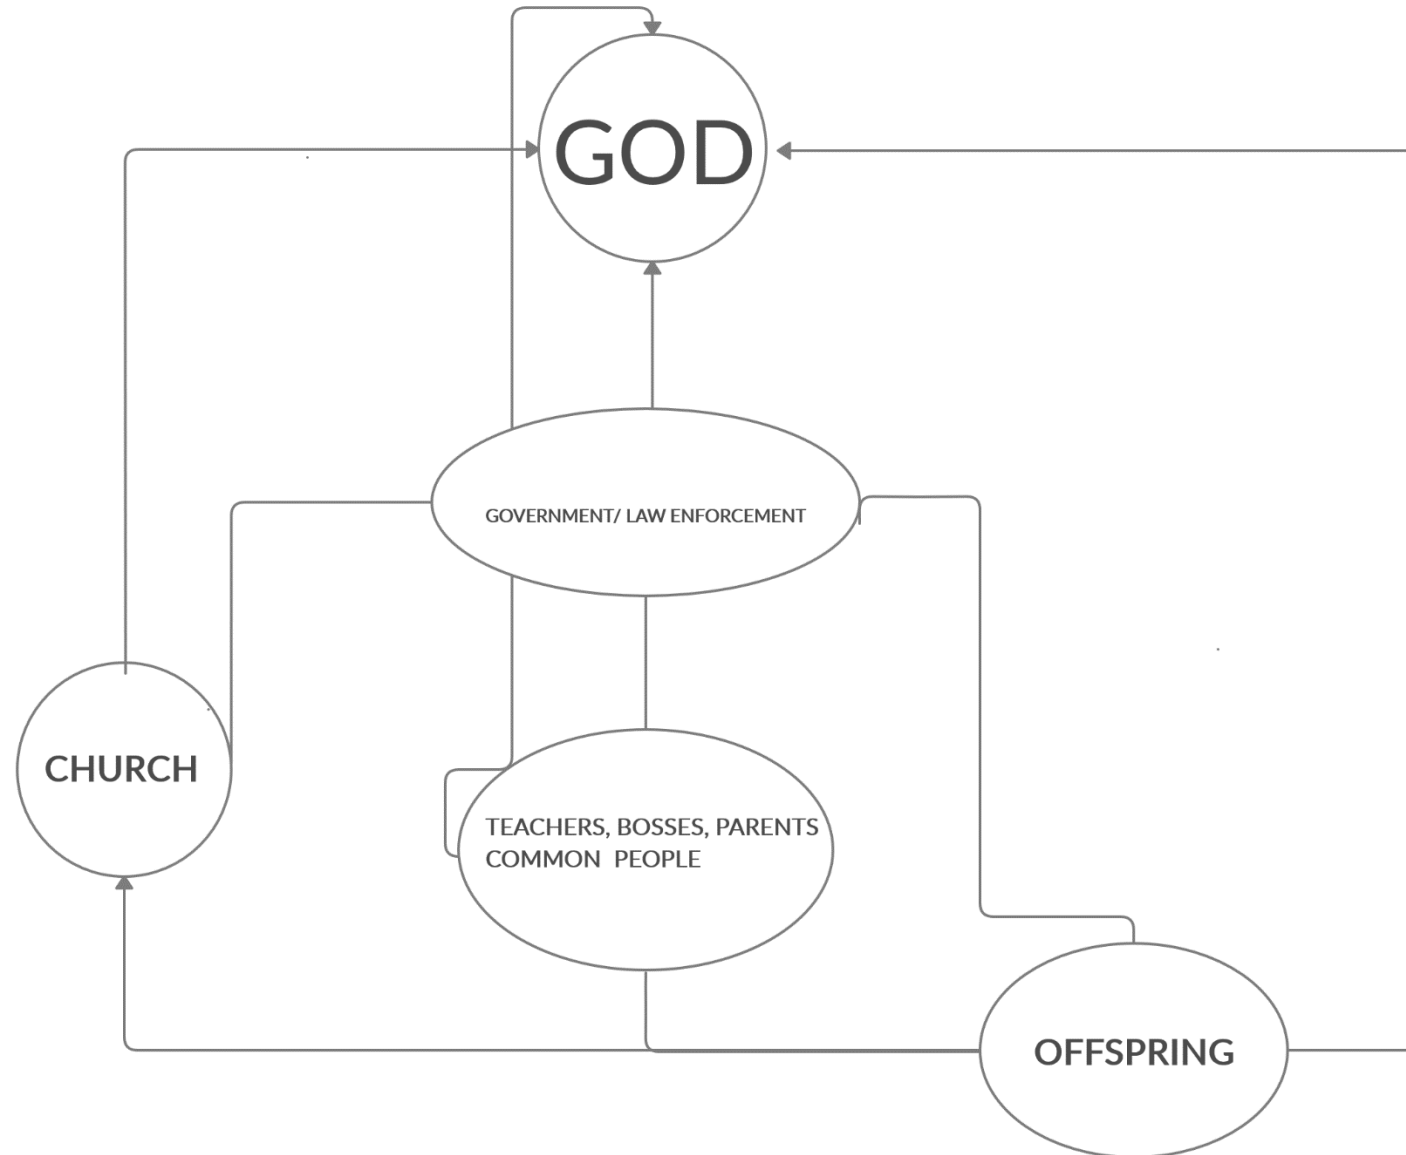 GOD
GOVERNMENT/ LAW ENFORCEMENT
CHURCH
TEACHERS, BOSSES, PARENTS
COMMON PEOPLE
OFFSPRING